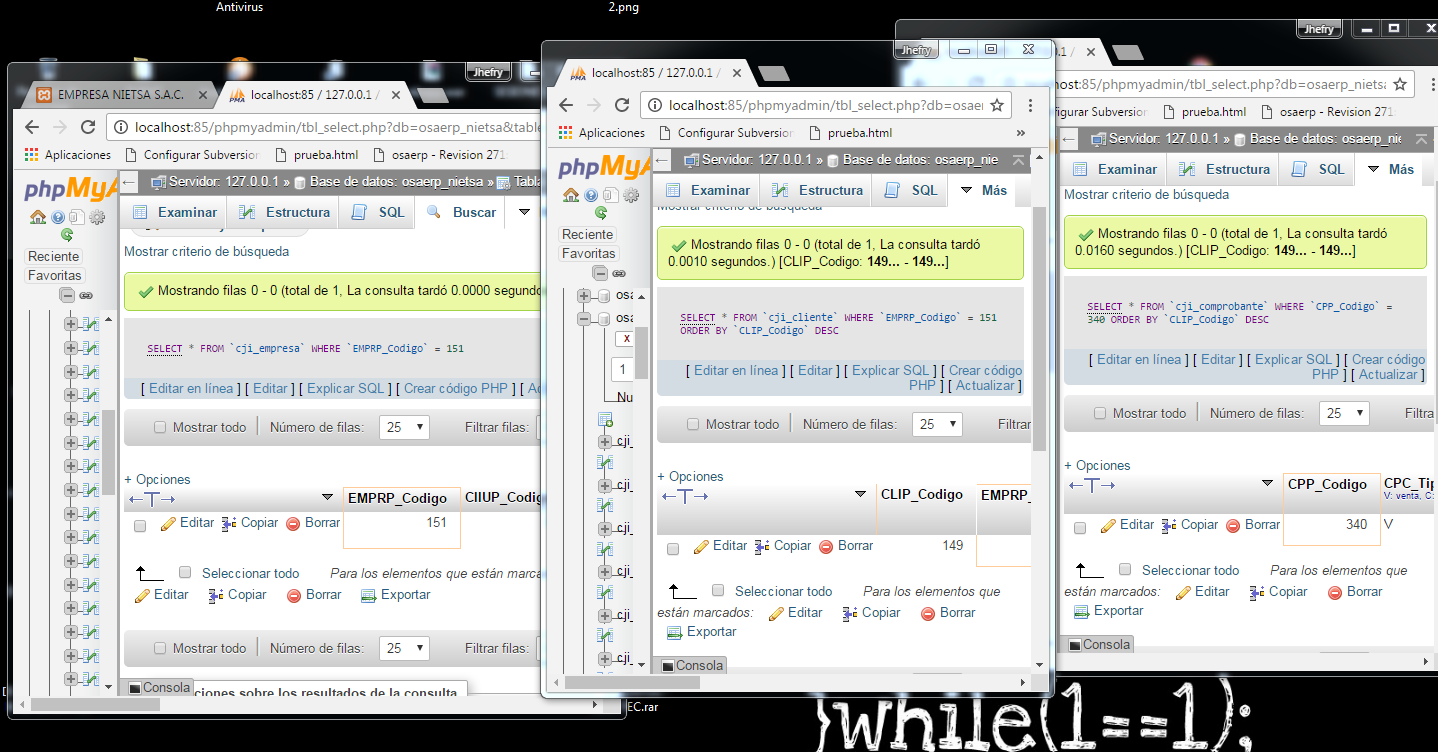 Antivirus
2.png
Jhefry
EMPRESA NIETSA S.A.C.
localhost:85 / 127.0.0.1 /
localhost:85/phpmyadmin/tbl_select.php?db=osaerp_nietsa&table
Aplicaciones
Configurar Subversion
prueba.html
osaerp - Revision 271
phpMyA
Servidor: 127.0.0.1 » Base de datos: osaerp_nietsa » Tabla
Examinar
Estructura
SQL
Buscar
Reciente
Favoritas
Mostrar criterio de búsqueda
Mostrando filas 0 - 0 (total de 1, La consulta tardó 0.0000 segundo
SELECT * FROM `cji_empresa` WHERE `EMPRP_Codigo` = 151
[ Editar en línea ] [ Editar ] [ Explicar SQL ] [ Crear código PHP ] [ Ac
Mostrar todo
Número de filas:
25
Filtrar filas:
+ Opciones
←T→
EMPRP_Codigo
CIIUP_Codig
Editar
Copiar
Borrar
151
Seleccionar todo
Para los elementos que están marca
Editar
Copiar
Borrar
Exportar
Mostrar todo
Número de filas:
25
Filtrar filas:
Consola
ciones sobre los resultados de la consulta
Jhefry
localhost:85 / 127.0.0.1 /
localhost:85/phpmyadmin/tbl_select.php?db=osaer
Aplicaciones
Configurar Subversion
prueba.html
»
phpMyA
Servidor: 127.0.0.1 » Base de datos: osaerp_nie
Examinar
Estructura
SQL
Más
Reciente
Favoritas
Mostrar criterio de búsqueda
Mostrando filas 0 - 0 (total de 1, La consulta tardó
0.0010 segundos.) [CLIP_Codigo: 149... - 149...]
osa
osa
x
1
Nu
cji_
cji_
cji_
cji_
cji_
cji_
SELECT * FROM `cji_cliente` WHERE `EMPRP_Codigo` = 151
ORDER BY `CLIP_Codigo` DESC
[ Editar en línea ] [ Editar ] [ Explicar SQL ] [ Crear código
PHP ] [ Actualizar ]
Mostrar todo
Número de filas:
25
Filtrar
+ Opciones
←T→
CLIP_Codigo
EMPRP_
Editar
Copiar
Borrar
149
Seleccionar todo
Para los elementos que
están marcados:
Editar
Copiar
Borrar
Exportar
Consola
Jhefry
.0.1 /
:85/phpmyadmin/tbl_select.php?db=osaerp_nietsa
igurar Subversion
prueba.html
osaerp - Revision 271
Servidor: 127.0.0.1 » Base de datos: osaerp_nie
Examinar
Estructura
SQL
Más
Mostrar criterio de búsqueda
Mostrando filas 0 - 0 (total de 1, La consulta tardó
0.0160 segundos.) [CLIP_Codigo: 149... - 149...]
SELECT * FROM `cji_comprobante` WHERE `CPP_Codigo` =
340 ORDER BY `CLIP_Codigo` DESC
[ Editar en línea ] [ Editar ] [ Explicar SQL ] [ Crear código
PHP ] [ Actualizar ]
Mostrar todo
Número de filas:
25
Filtra
+ Opciones
←T→
CPP_Codigo
CPC_Tip
V: venta, C:
Editar
Copiar
Borrar
340
V
Seleccionar todo
Para los elementos que
están marcados:
Editar
Copiar
Borrar
Exportar
Consola
EC.rar
}while(1==1);